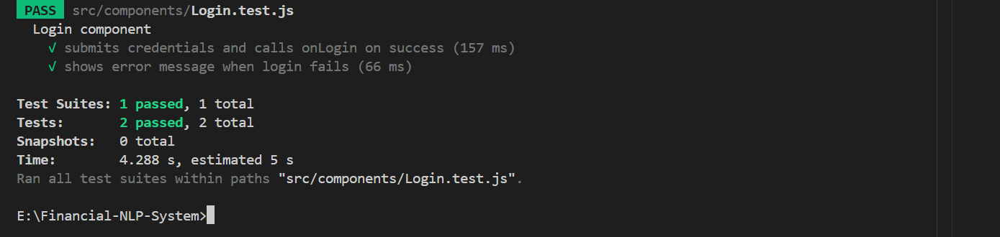 PASS src/components/Login.test.js
Login component
√ submits credentials and calls onLogin on success (157 ms)
√ shows error message when login fails (66 ms)
Test Suites: 1 passed, 1 total
Tests: 2 passed, 2 total
Snapshots: 0 total
Time: 4.288 s, estimated 5 s
Ran all test suites within paths "src/components/Login.test.js".
E:\Financial-NLP-System>